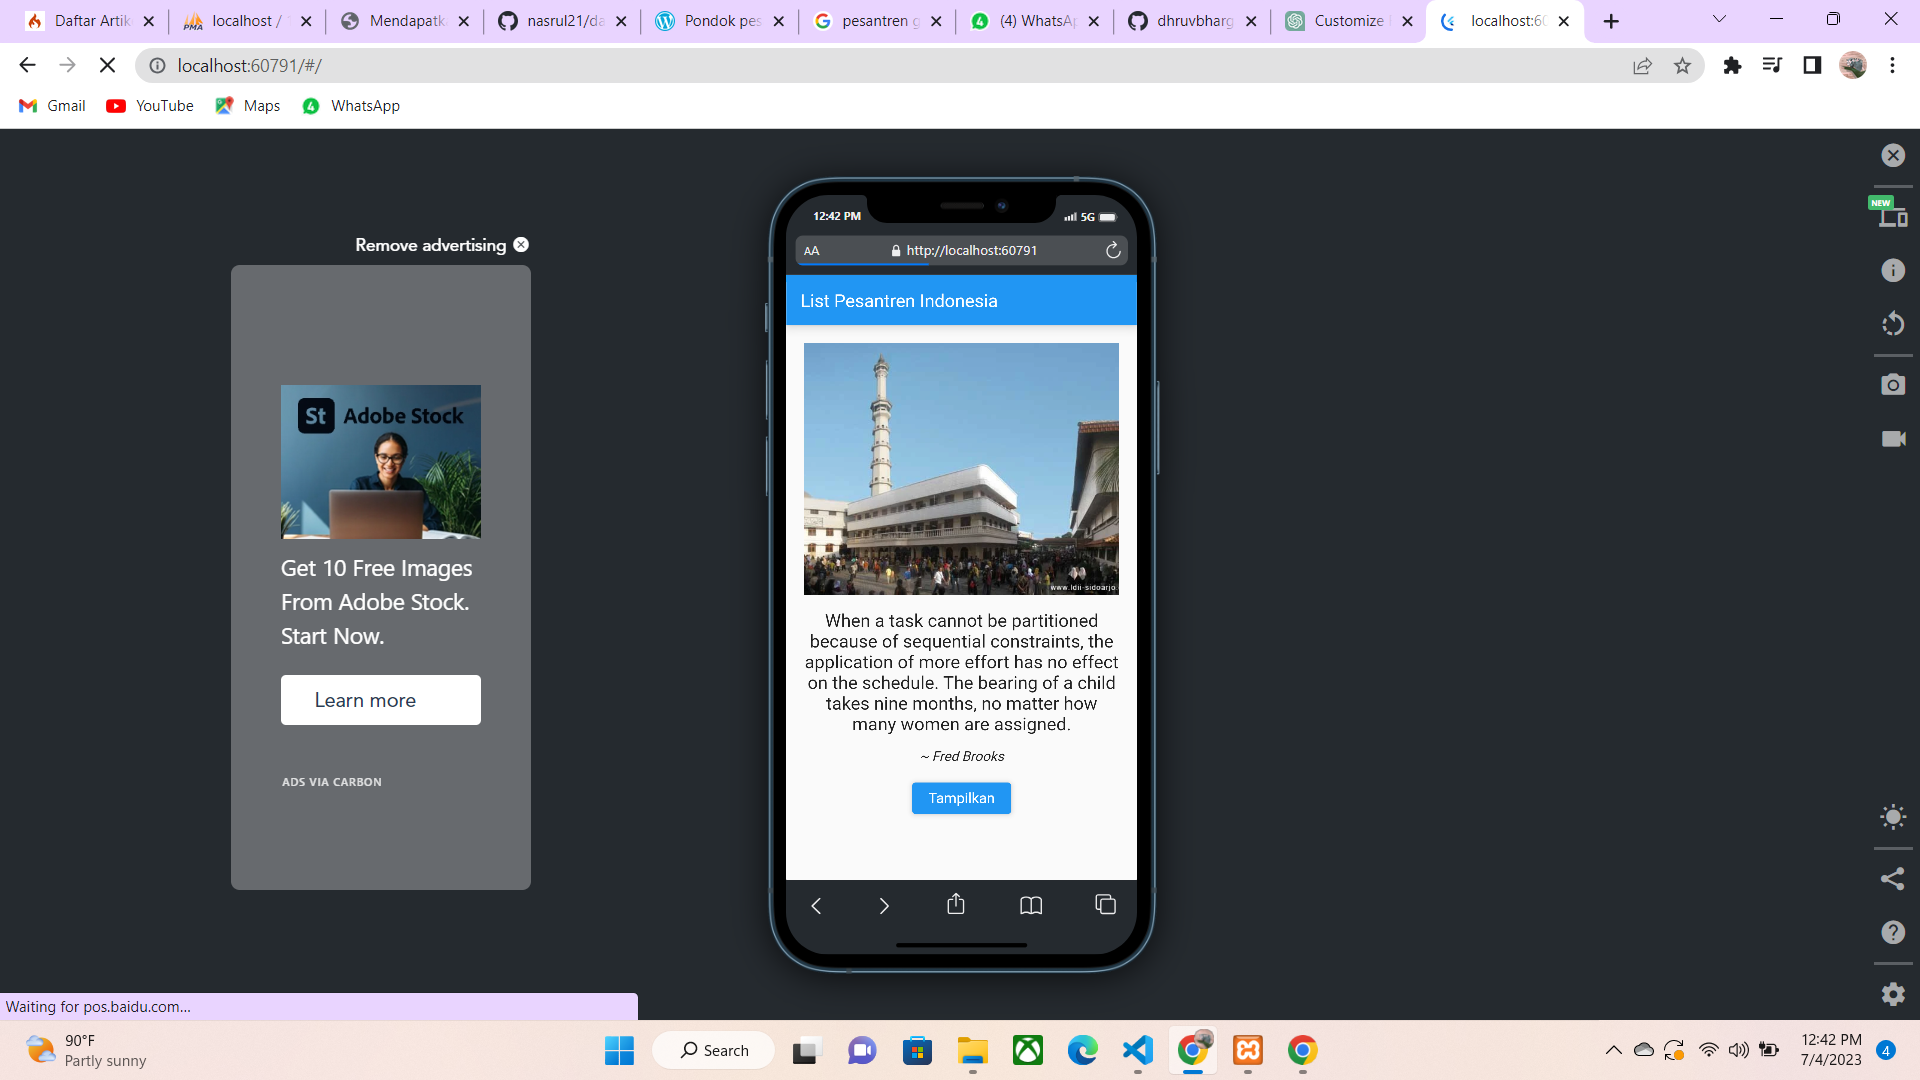 Daftar Artik
localhost /
Mendapatk
nasrul21/da
Pondok pes
pesantren g
(4) WhatsAp
dhruvbharg
Customize
localhost:60
localhost:60791/#/
Gmail
YouTube
Maps
WhatsApp
NEW
Remove advertising
St Adobe Stock
Get 10 Free Images
From Adobe Stock.
Start Now.
Learn more
ADS VIA CARBON
12:42 PM
5G
AA
http://localhost:60791
List Pesantren Indonesia
www.ldii-sidoarjo.
When a task cannot be partitioned
because of sequential constraints, the
application of more effort has no effect
on the schedule. The bearing of a child
takes nine months, no matter how
many women are assigned.
~ Fred Brooks
Tampilkan
Waiting for pos.baidu.com...
90°F
Partly sunny
Search
12:42 PM
7/4/2023
4